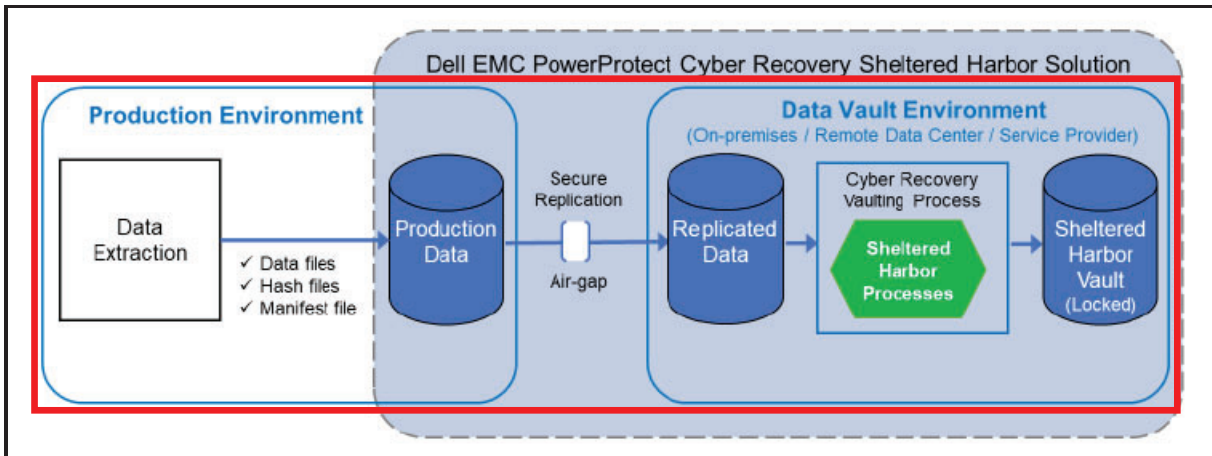 Dell EMC PowerProtect Cyber Recovery Sheltered Harbor Solution
Production Environment
Data
Extraction
✓ Data files
✓ Hash files
✓ Manifest file
Production
Data
Secure
Replication
Air-gap
Data Vault Environment
(On-premises / Remote Data Center / Service Provider)
Replicated
Data
Cyber Recovery
Vaulting Process
Sheltered
Harbor
Processes
Sheltered
Harbor
Vault
(Locked)